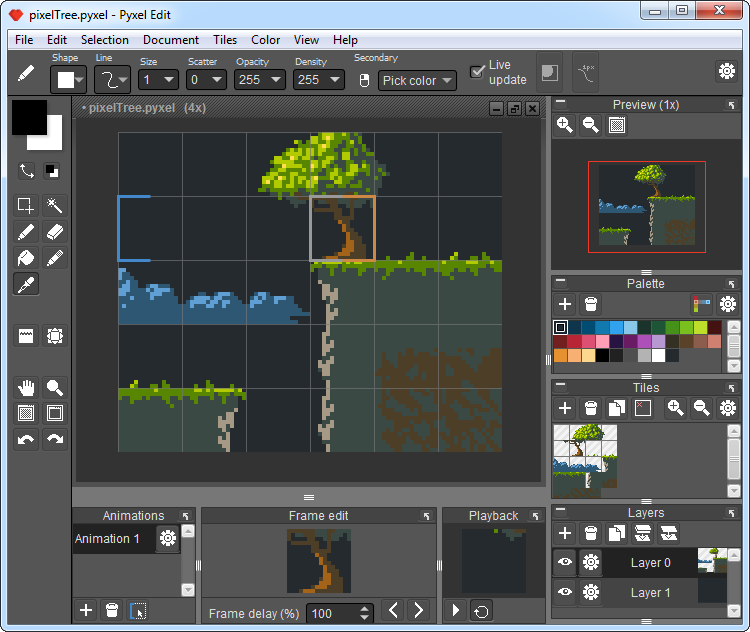 pixelTree.pyxel - Pyxel Edit
File Edit Selection Document Tiles Color View Help
Shape Line Size Scatter Opacity Density Secondary
1 0 255 255 Pick color Live update
1px
• pixelTree.pyxel (4x)
Preview (1x)
Palette
Tiles
Animations
Animation 1
Frame edit
Frame delay (%) 100
Playback
Layers
Layer 0
Layer 1